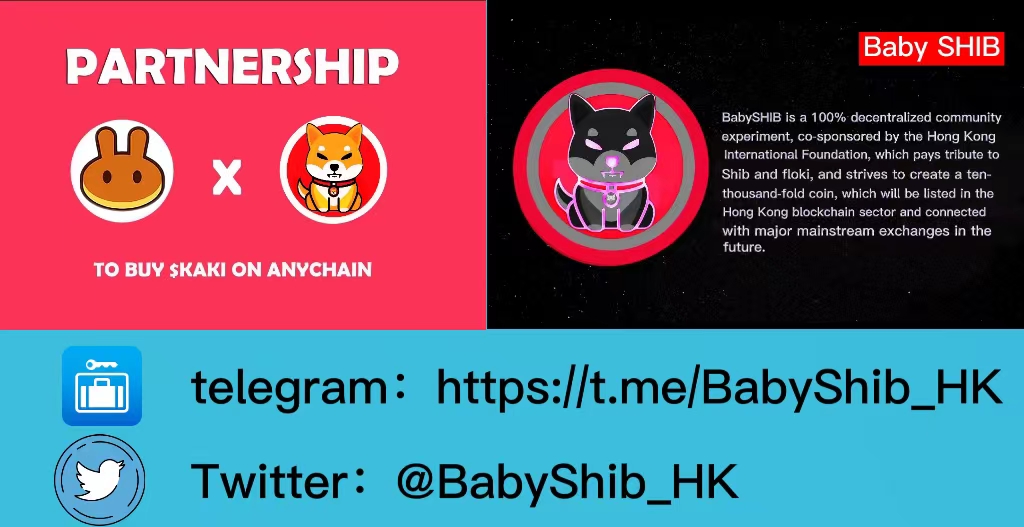 PARTNERSHIP
X
TO BUY $KAKI ON ANYCHAIN
Baby SHIB
BabySHIB is a 100% decentralized community
experiment, co-sponsored by the Hong Kong
International Foundation, which pays tribute to
Shib and floki, and strives to create a ten-
thousand-fold coin, which will be listed in the
Hong Kong blockchain sector and connected
with major mainstream exchanges in the
future.
telegram：https://t.me/BabyShib_HK
Twitter：@BabyShib_HK